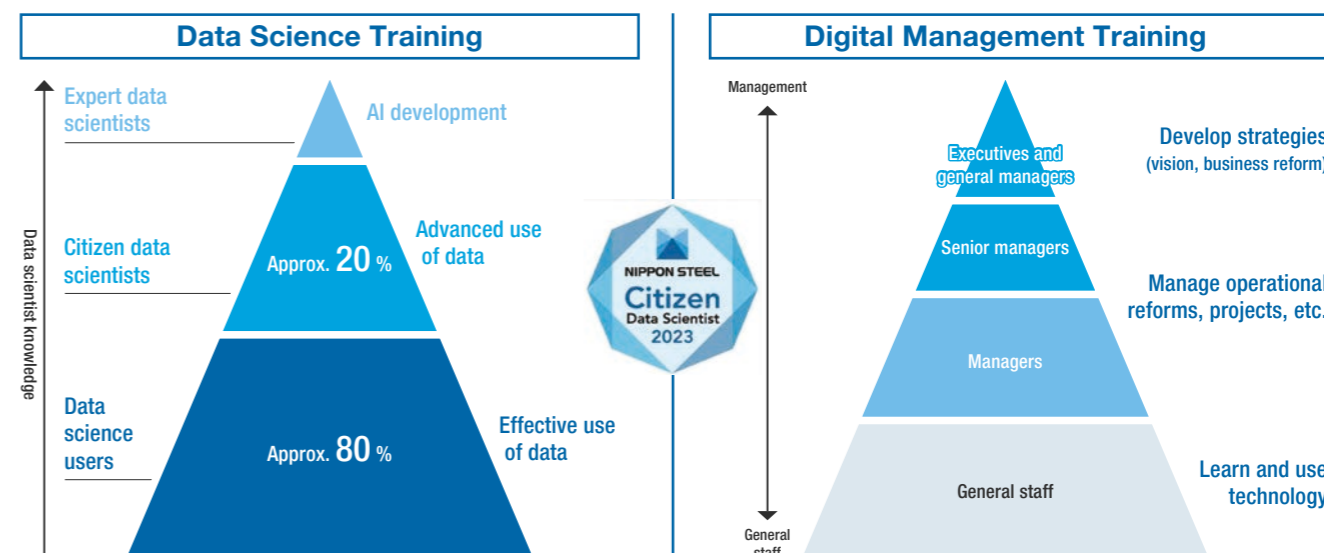 Data Science Training
Data scientist knowledge
Expert data
scientists
AI development
Citizen data
scientists
Approx. 20 %
Advanced use
of data
Data
science
users
Approx. 80 %
Effective use
of data
NIPPON STEEL
Citizen
Data Scientist
2023
Digital Management Training
Management
Executives and
general managers
Develop strategies
(vision, business reform)
Senior managers
Manage operational
reforms, projects, etc.
Managers
General staff
Learn and use
technology
General
staff